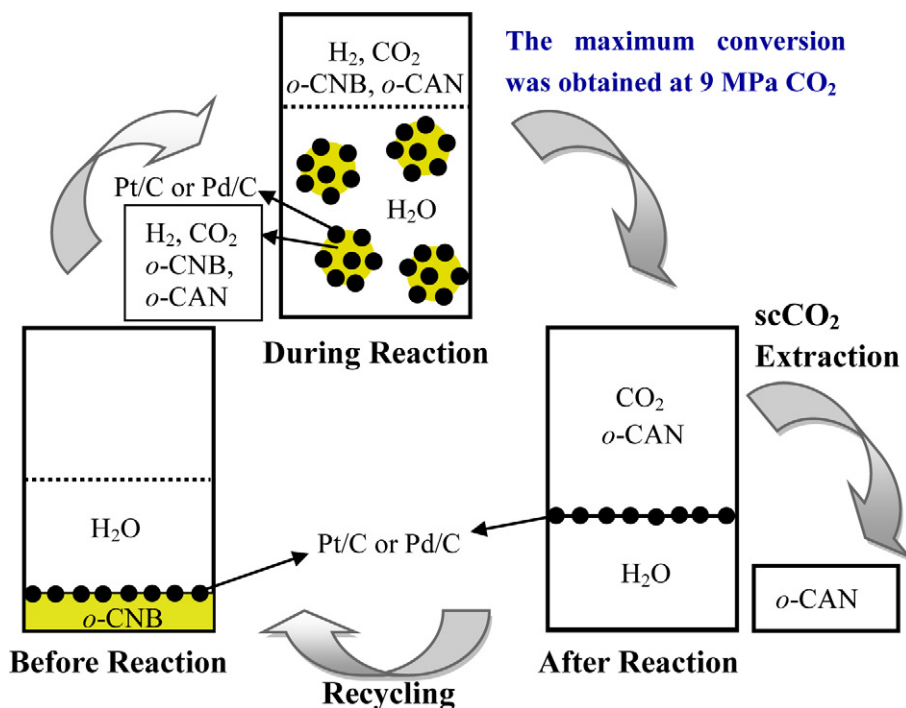 H₂, CO₂
o-CNB, o-CAN
The maximum conversion
was obtained at 9 MPa CO₂
Pt/C or Pd/C
H₂O
H₂, CO₂
o-CNB,
o-CAN
During Reaction
scCO₂
Extraction
CO₂
o-CAN
H₂O
Pt/C or Pd/C
H₂O
o-CNB
o-CAN
Before Reaction
After Reaction
Recycling